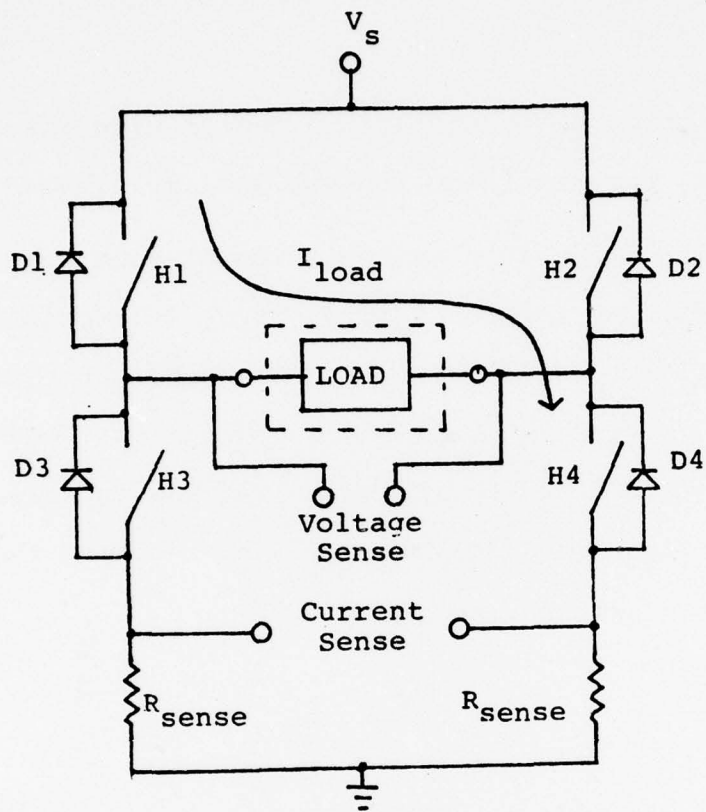 V_s
D1
H1
I_load
H2
D2
LOAD
D3
H3
H4
D4
Voltage
Sense
Current
Sense
R_sense
R_sense